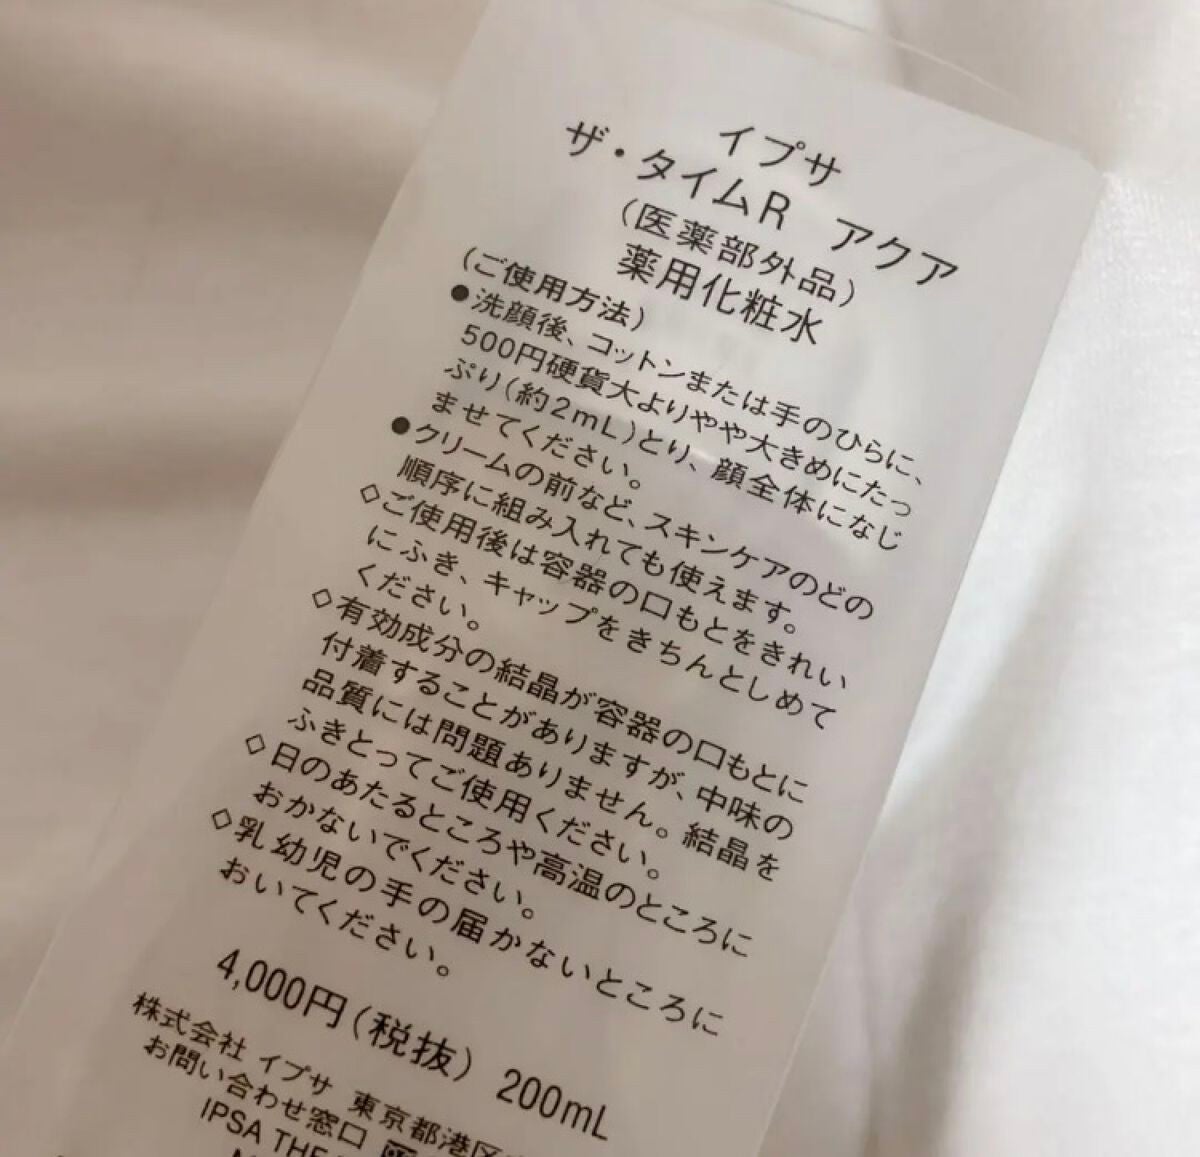 イプサ
ザ・タイムR アクア
(医薬部外品)
薬用化粧水
(ご使用方法)
●洗顔後、コットンまたは手のひらに、
500円硬貨大よりやや大きめにたっ
ぷり(約2mL)とり、顔全体になじ
ませてください。
●クリームの前など、スキンケアのどの
順序に組み入れても使えます。
◇ご使用後は容器の口もとをきれい
にふき、キャップをきちんとしめて
ください。
◇有効成分の結晶が容器の口もとに
付着することがありますが、中味の
品質には問題ありません。結晶を
ふきとってご使用ください。
◇日のあたるところや高温のところに
おかないでください。
◇乳幼児の手の届かないところに
おいてください。
4,000円(税抜) 200mL
株式会社 イプサ 東京都港区
お問い合わせ窓口
IPSA THE